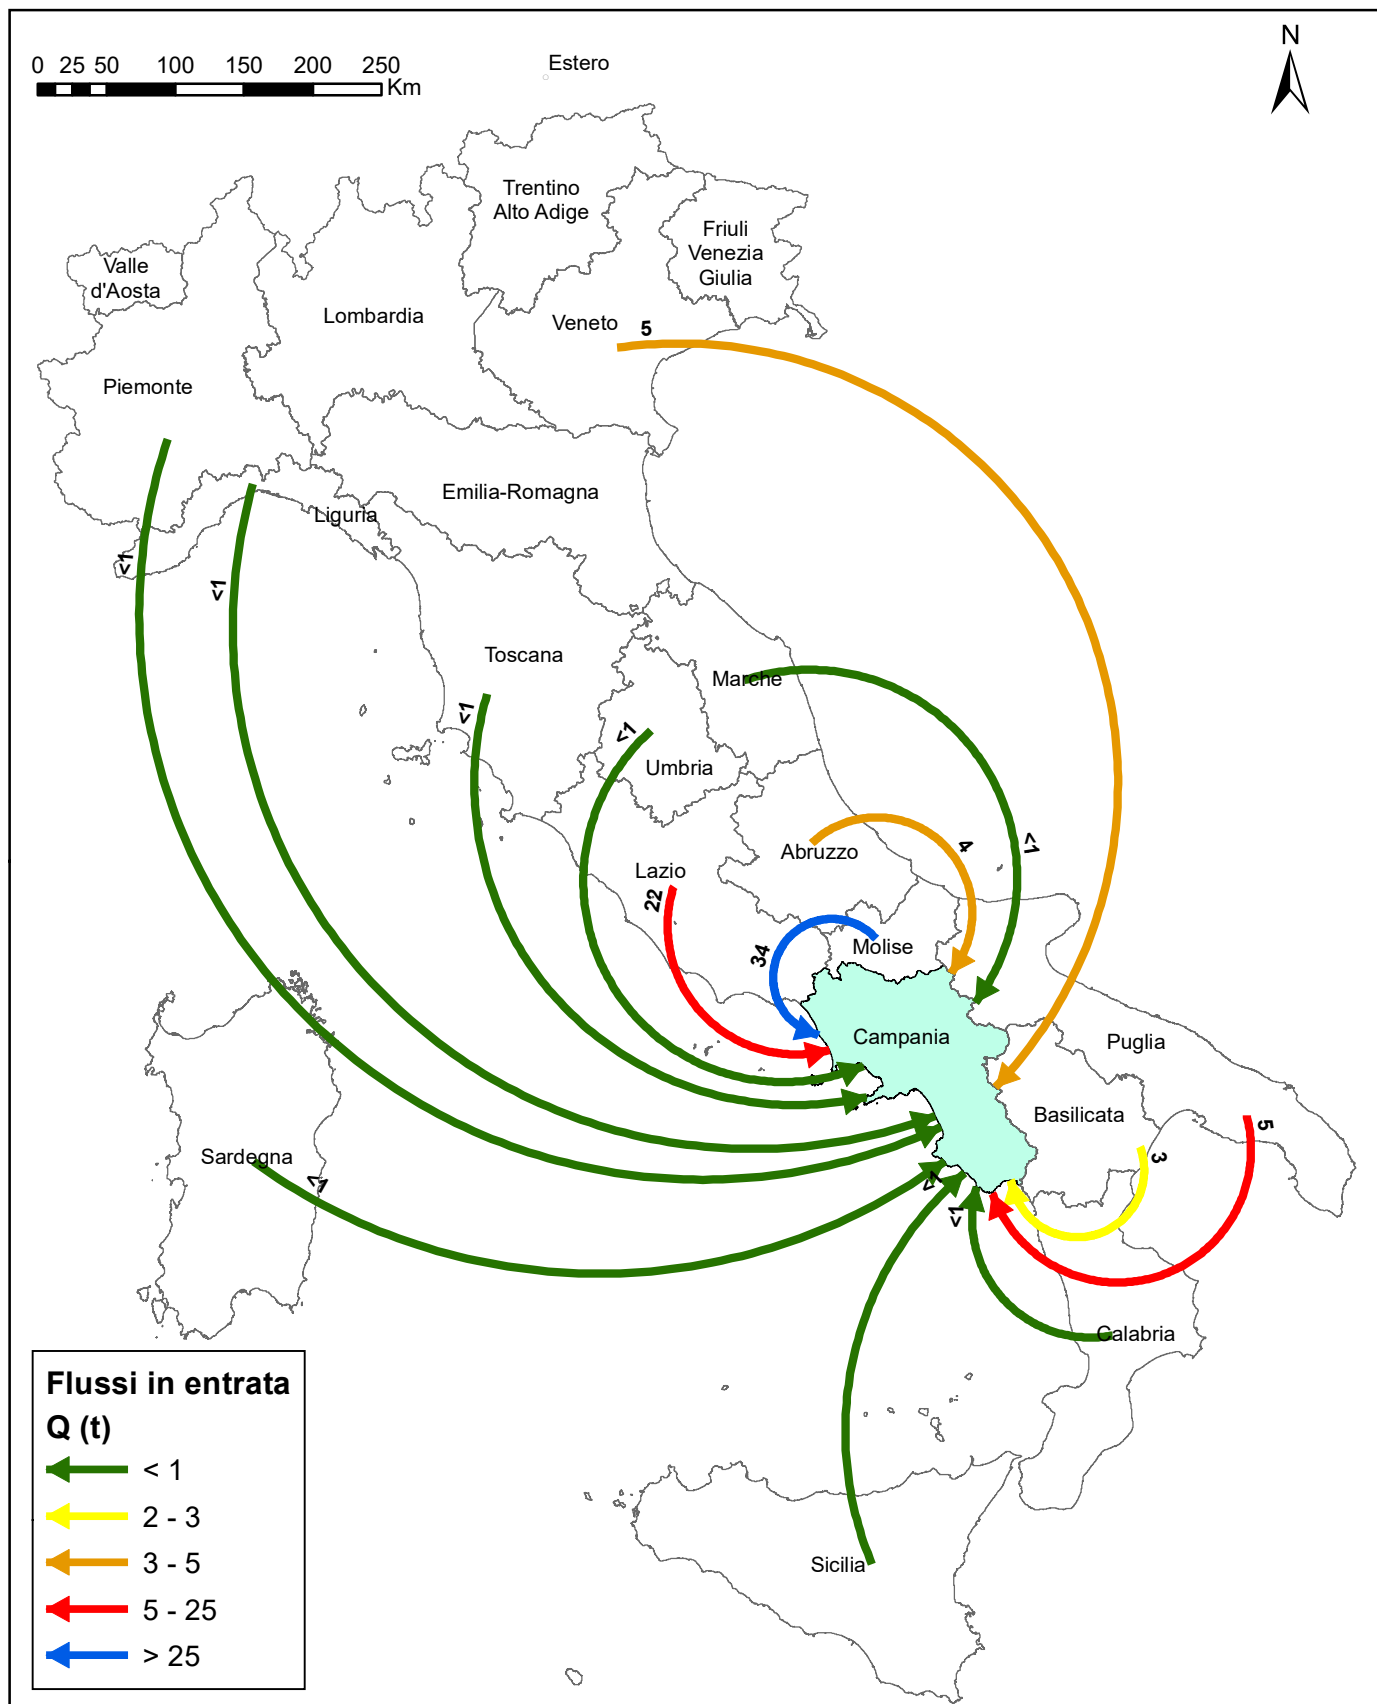 0 25 50 100 150 200 250
Km
Estero
N
Trentino
Alto Adige
Friuli
Venezia
Giulia
Valle
d'Aosta
Lombardia
Veneto
5
Piemonte
Emilia-Romagna
Liguria
<1
<1
Toscana
Marche
<1
<1
Umbria
<1
4
Abruzzo
Lazio
22
34
Molise
Campania
Puglia
Basilicata
5
3
Sardegna
<1
<1
<1
Calabria
Sicilia
Flussi in entrata
Q (t)
< 1
2 - 3
3 - 5
5 - 25
> 25